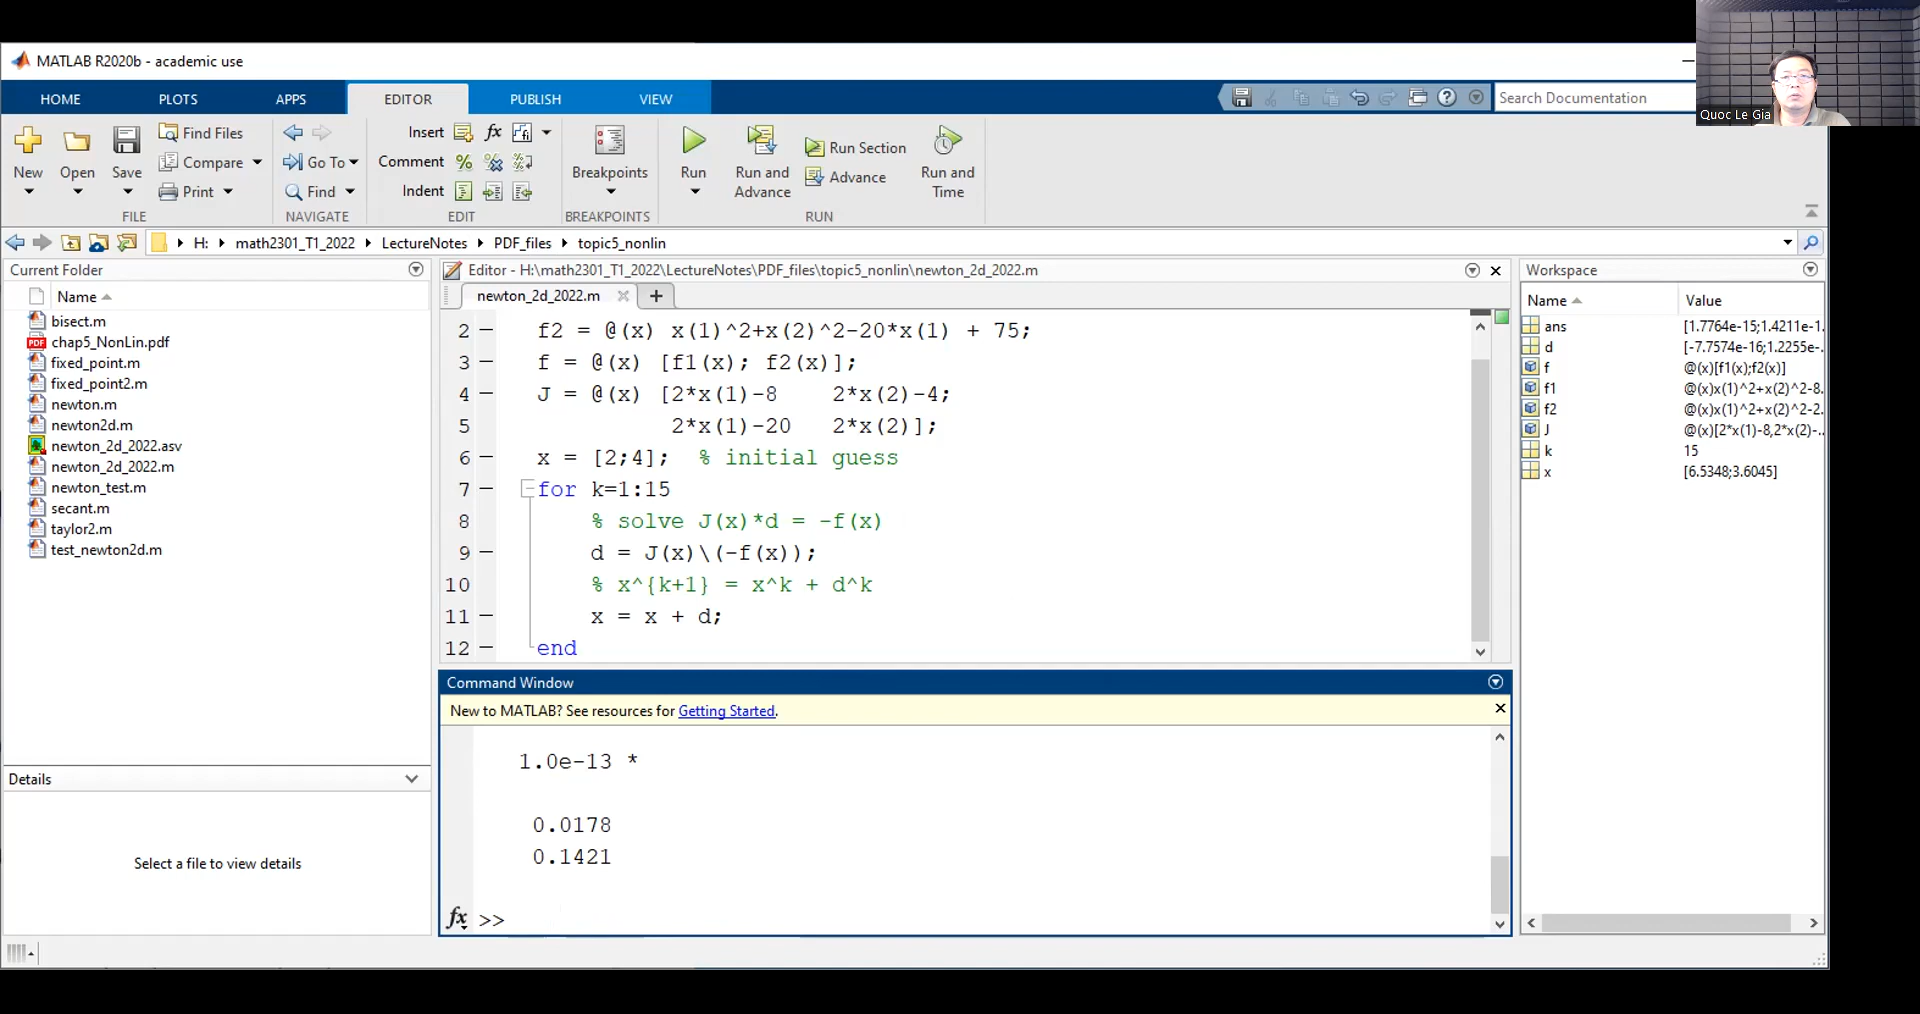 MATLAB R2020b - academic use
Quoc Le Gia
HOME PLOTS APPS EDITOR PUBLISH VIEW
Search Documentation
New
Open
Save
Find Files
Compare
Print
FILE
Go To
Find
NAVIGATE
Insert
Comment
Indent
EDIT
Breakpoints
BREAKPOINTS
Run
Run and Advance
Run Section
Advance
Run and Time
RUN
H: math2301_T1_2022 LectureNotes PDF_files topic5_nonlin
Current Folder
Name
bisect.m
chap5_NonLin.pdf
fixed_point.m
fixed_point2.m
newton.m
newton2d.m
newton_2d_2022.asv
newton_2d_2022.m
newton_test.m
secant.m
taylor2.m
test_newton2d.m
Details
Select a file to view details
Editor - H:\math2301_T1_2022\LectureNotes\PDF_files\topic5_nonlin\newton_2d_2022.m
newton_2d_2022.m
2 f2 = @(x) x(1)^2+x(2)^2-20*x(1) + 75;
3 f = @(x) [f1(x); f2(x)];
4 J = @(x) [2*x(1)-8 2*x(2)-4;
5 2*x(1)-20 2*x(2)];
6 x = [2;4]; % initial guess
7 for k=1:15
8 % solve J(x)*d = -f(x)
9 d = J(x)\(-f(x));
10 % x^{k+1} = x^k + d^k
11 x = x + d;
12 end
Command Window
New to MATLAB? See resources for Getting Started.
1.0e-13 *
0.0178
0.1421
fx >>
Workspace
Name Value
ans [1.7764e-15;1.4211e-1.
d [-7.7574e-16;1.2255e-.
f @(x)[f1(x);f2(x)]
f1 @(x)x(1)^2+x(2)^2-8.
f2 @(x)x(1)^2+x(2)^2-2.
J @(x)[2*x(1)-8,2*x(2)-..
k 15
x [6.5348;3.6045]